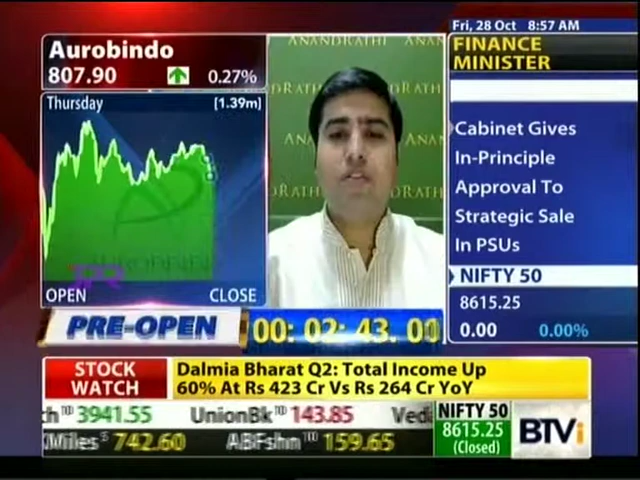 Fri, 28 Oct 8:57 AM
Aurobindo
807.90 0.27%
Thursday [1.39m]
OPEN CLOSE
ANANDRATHI
FINANCE
MINISTER
Cabinet Gives
In-Principle
Approval To
Strategic Sale
In PSUs
NIFTY 50
8615.25
0.00 0.00%
PRE-OPEN 00: 02: 43. 00
STOCK
WATCH
Dalmia Bharat Q2: Total Income Up
60% At Rs 423 Cr Vs Rs 264 Cr YoY
3941.55 UnionBk 143.85
Miles 742.60 ABFshn 159.65
NIFTY 50
8615.25
(Closed)
BTVi